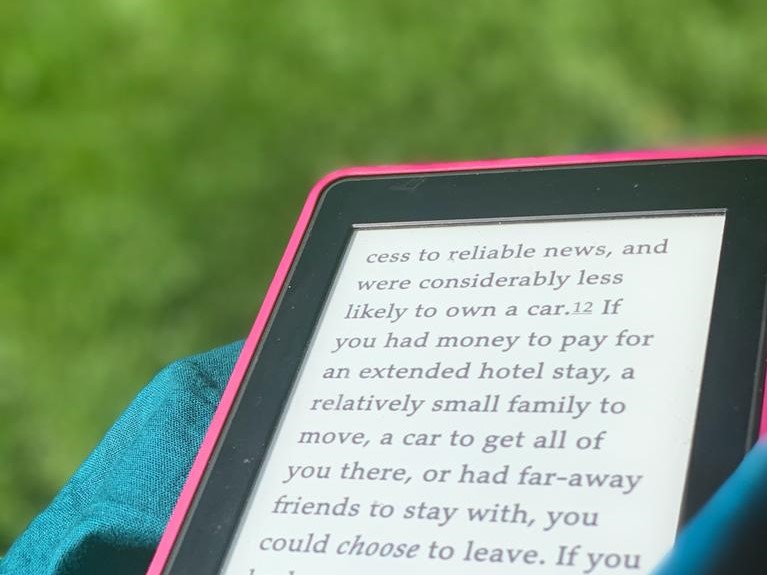 cess to reliable news, and
were considerably less
likely to own a car.12 If
you had money to pay for
an extended hotel stay, a
relatively small family to
move, a car to get all of
you there, or had far-away
friends to stay with, you
could choose to leave. If you